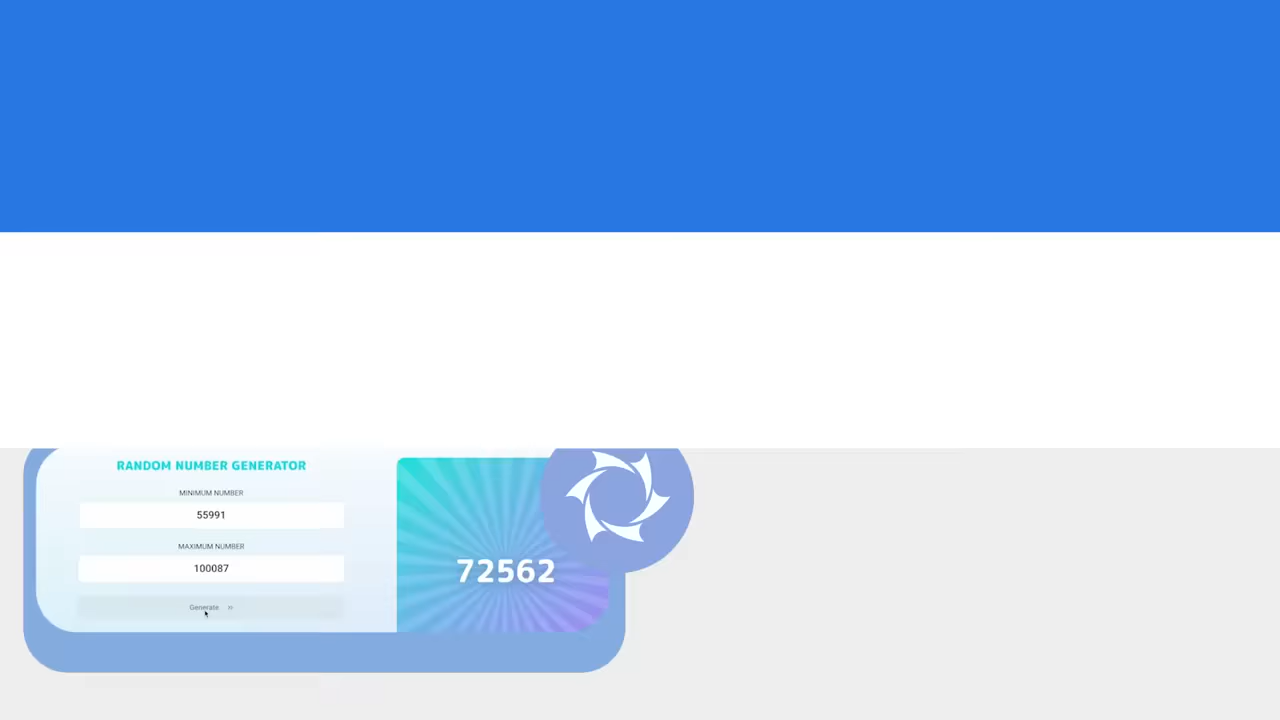 RANDOM NUMBER GENERATOR
MINIMUM NUMBER
55991
MAXIMUM NUMBER
100087
72562
Generate